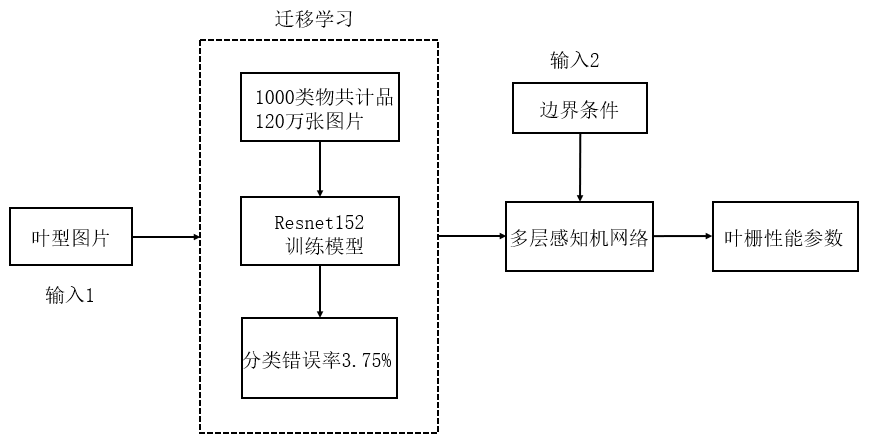 迁移学习
1000类物共计品
120万张图片
Resnet152
训练模型
分类错误率3.75%
叶型图片
输入1
输入2
边界条件
多层感知机网络
叶栅性能参数